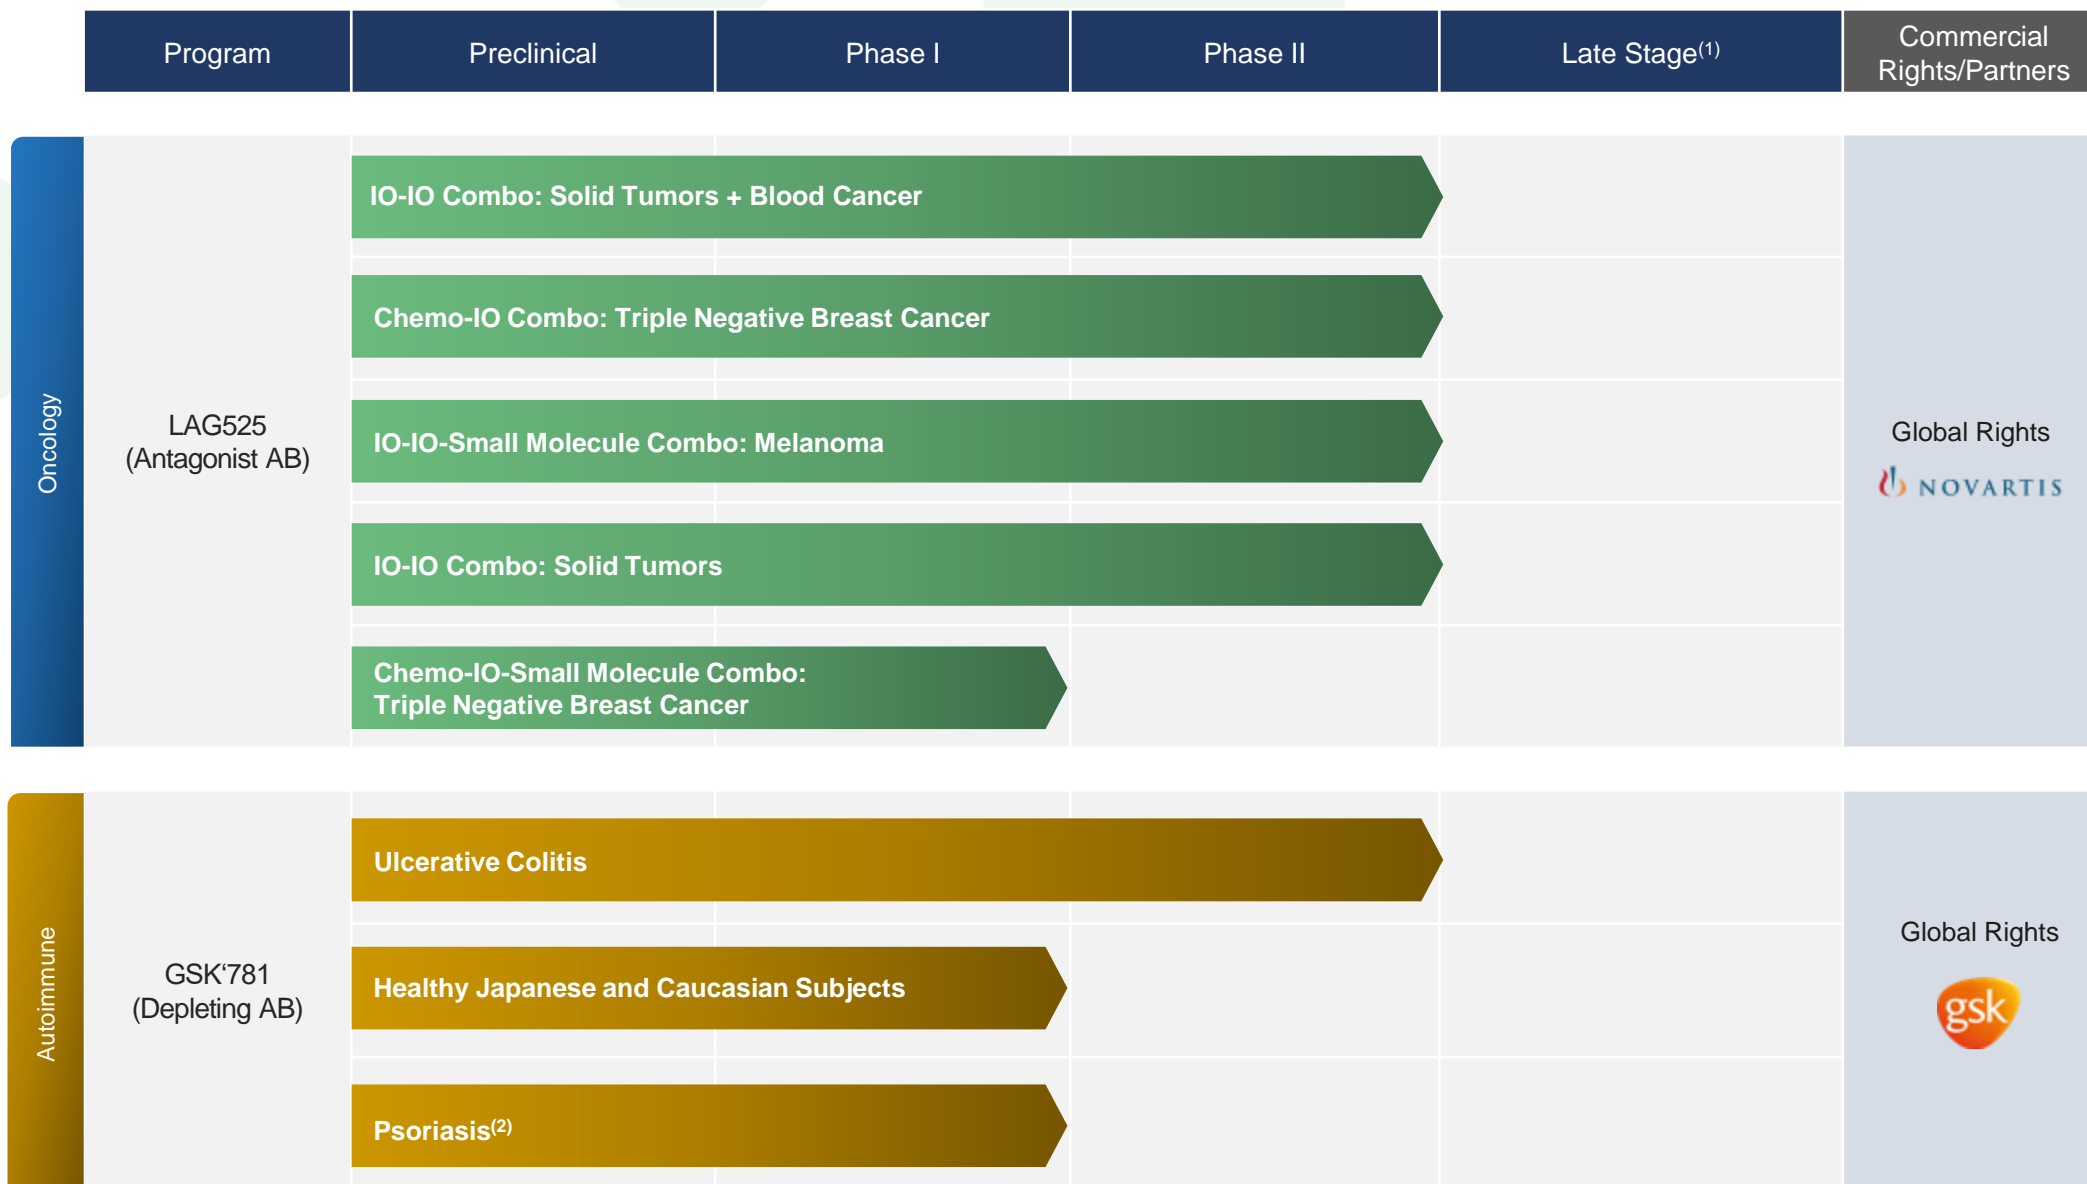 Program
Preclinical
Phase I
Phase II
Late Stage(1)
Commercial
Rights/Partners
Oncology
LAG525
(Antagonist AB)
IO-IO Combo: Solid Tumors + Blood Cancer
Chemo-IO Combo: Triple Negative Breast Cancer
IO-IO-Small Molecule Combo: Melanoma
IO-IO Combo: Solid Tumors
Chemo-IO-Small Molecule Combo:
Triple Negative Breast Cancer
Global Rights
NOVARTIS
Autoimmune
GSK‘781
(Depleting AB)
Ulcerative Colitis
Healthy Japanese and Caucasian Subjects
Psoriasis(2)
Global Rights
gsk